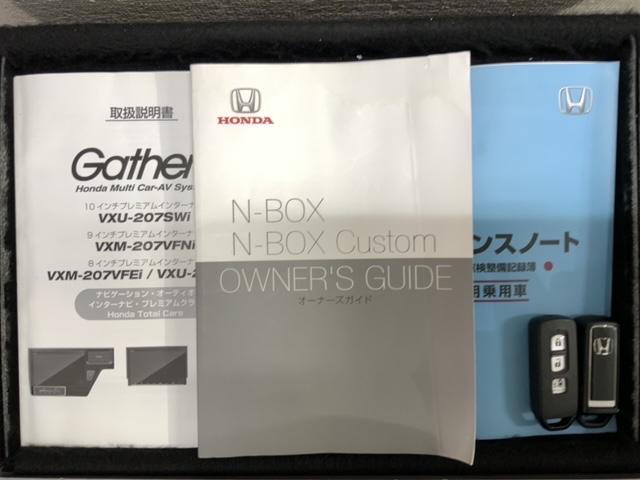 取扱説明書
Gather
Honda Multi Car-AV Sys
10インチプレミアムインターナ
VXU-207SWi
9インチプレミアムインターナ
VXM-207VFNi
8インチプレミアムインターナ
VXM-207VFEi / VXU-2
ナビゲーション・オーディオ
インターナビ・プレミアムクラ
Honda Total Care
HONDA
N-BOX
N-BOX Custom
OWNER'S GUIDE
オーナーズガイド
ンスノート
検整備記録簿
用乗用車